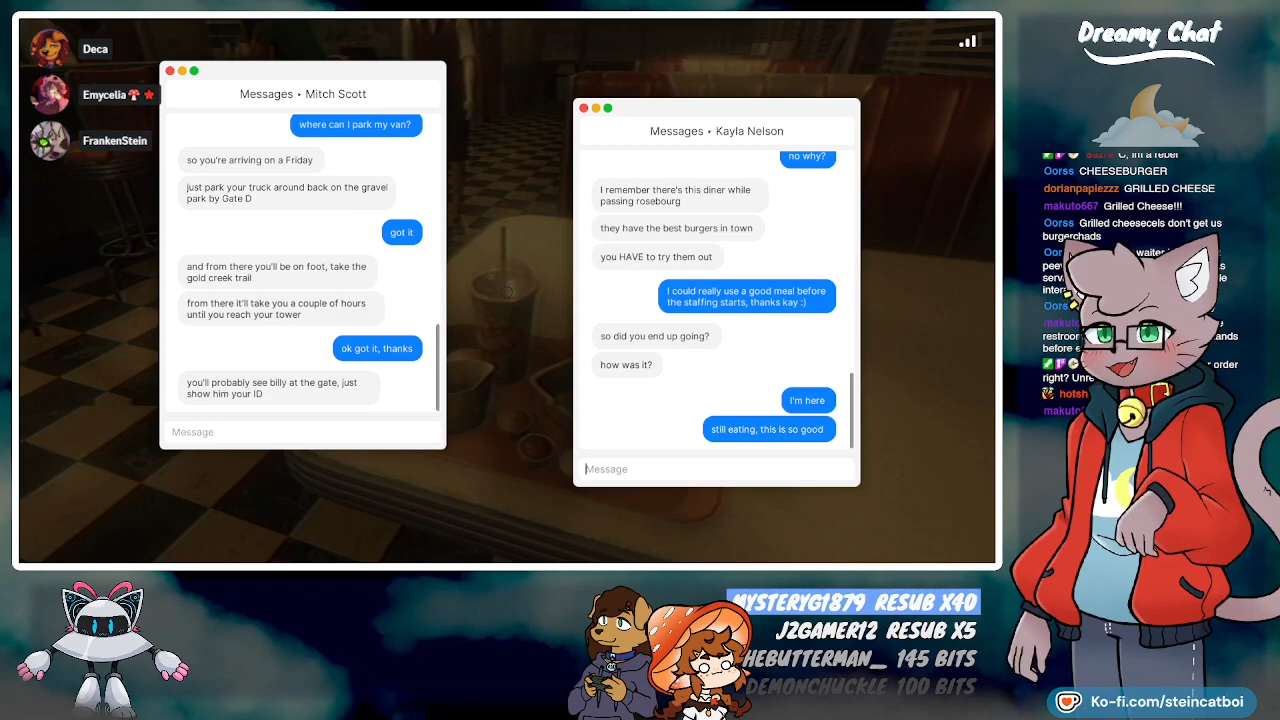 Deca
Emycelia
FrankenStein
Messages ‣ Mitch Scott
where can I park my van?
so you're arriving on a Friday
just park your truck around back on the gravel
park by Gate D
got it
and from there you'll be on foot, take the
gold creek trail
from there it'll take you a couple of hours
until you reach your tower
ok got it, thanks
you'll probably see billy at the gate, just
show him your ID
Message
Messages ‣ Kayla Nelson
no why?
I remember there's this diner while
passing rosebourg
they have the best burgers in town
you HAVE to try them out
I could really use a good meal before
the staffing starts, thanks kay :)
so did you end up going?
how was it?
I'm here
still eating, this is so good
Message
Dreamy Chat
Oorss CHEESEBURGER
dorianpapiezzz GRILLED CHEESE
makuto667 Grilled Cheese!!!
Oorss Grilled cheesecels don't get us
burgerchads
order
right?
MYSTERYG1879 RESUB X40
J2GAMER12 RESUB X5
HEBUTTERMAN_ 145 BITS
DEMONCHUCKLE 100 BITS
Ko-fi.com/steincatboi